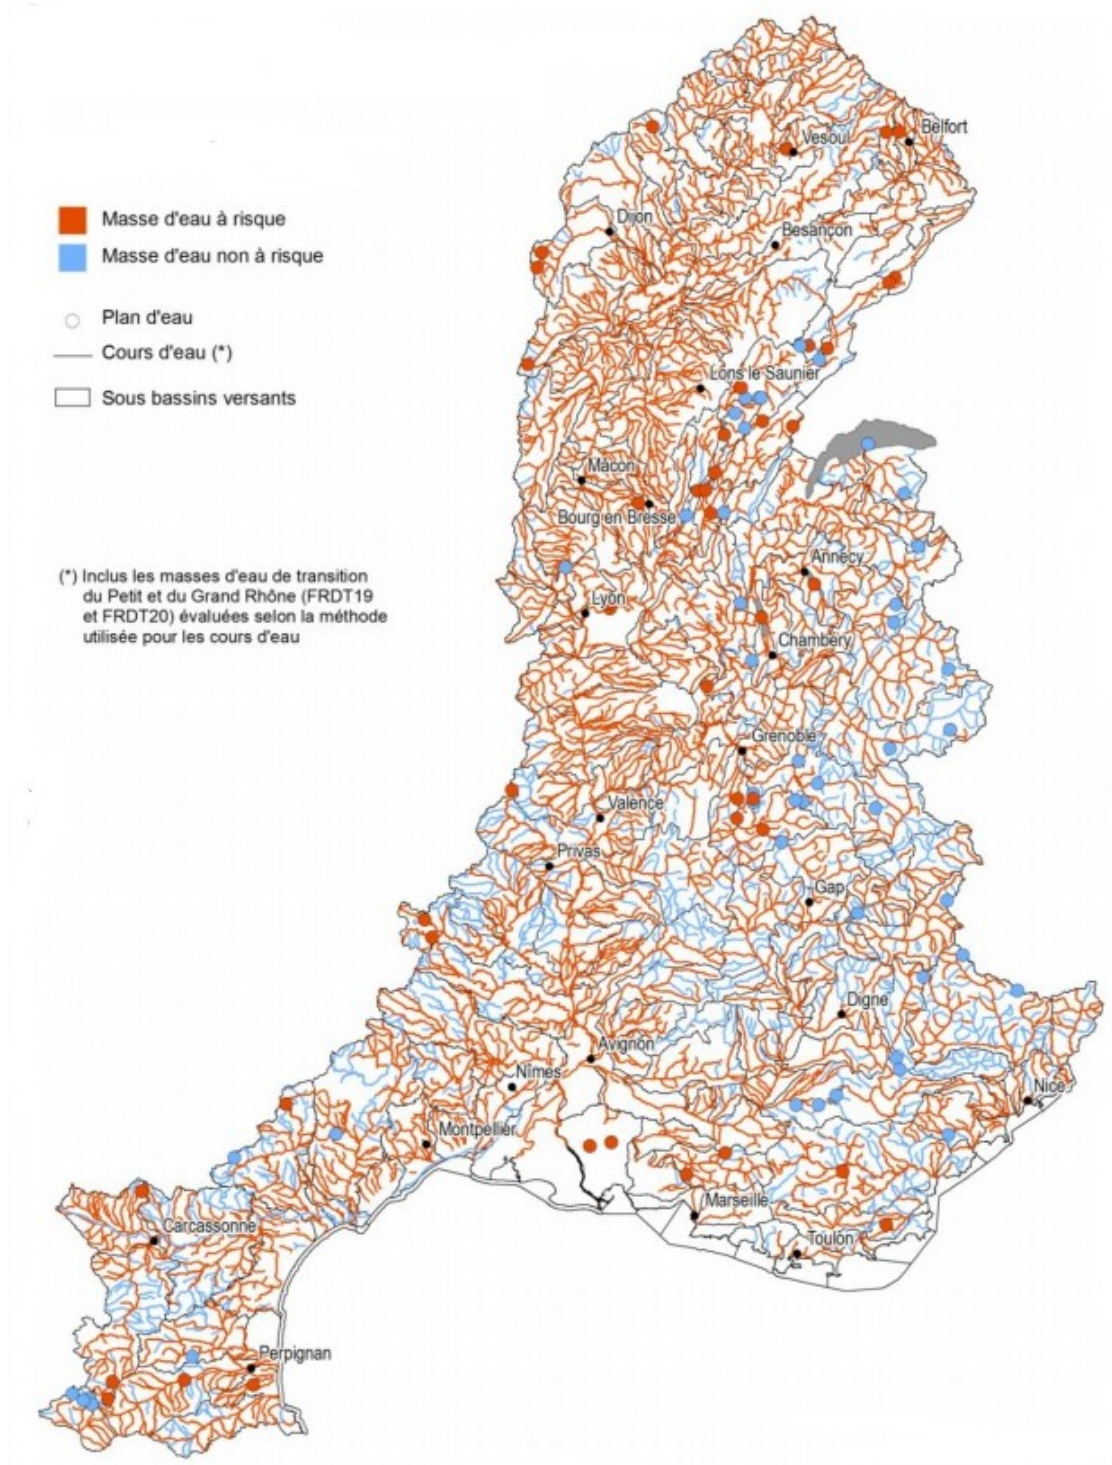 Belfort
Vesoul
Masse d'eau à risque
Dijon
Besançon
Masse d'eau non à risque
Plan d'eau
Cours d'eau (*)
Lons le Saunier
Sous bassins versants
Macon
Bourg en Bresse
Annecy
(*) Inclus les masses d'eau de transition
du Petit et du Grand Rhône (FRDT19
et FRDT20) évaluées selon la méthode
utilisée pour les cours d'eau
Lyon
Chambéry
Grenoble
Valence
Privas
Gap
Digne
Avignon
Nîmes
Nice
Montpellier
Marseille
Carcassonne
Toulon
Perpignan